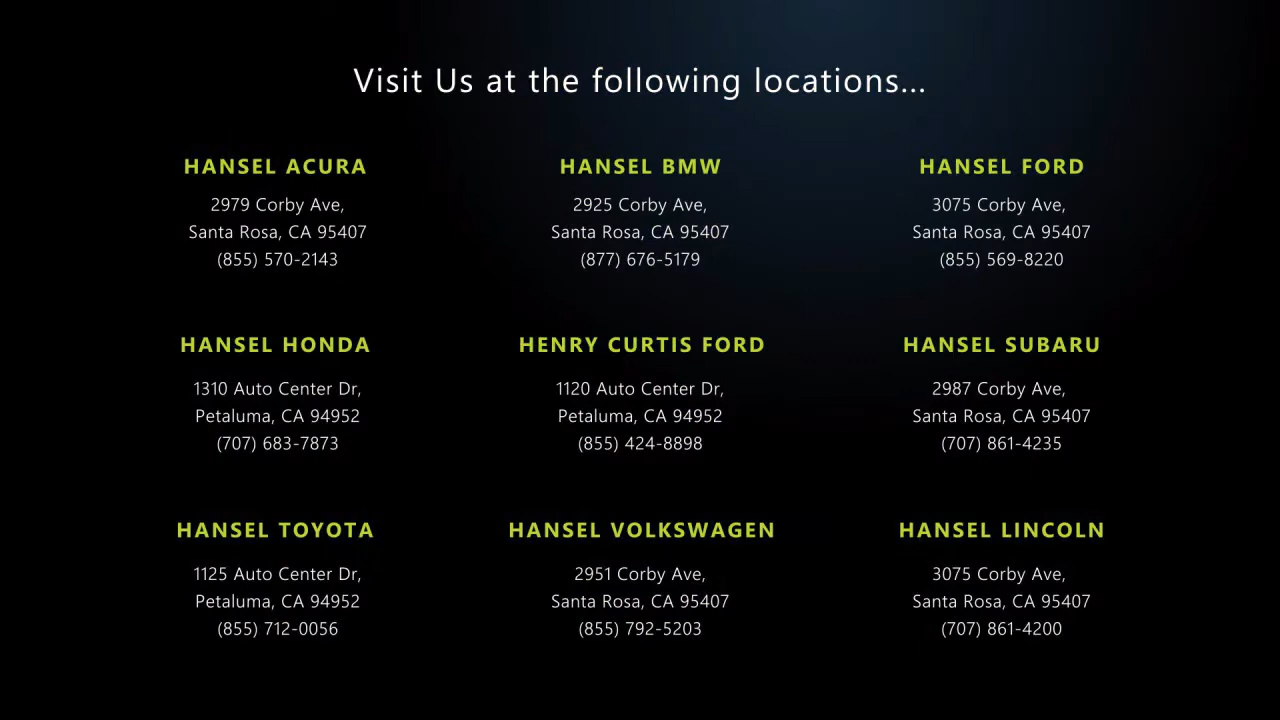 Visit Us at the following locations...
HANSEL ACURA
2979 Corby Ave,
Santa Rosa, CA 95407
(855) 570-2143
HANSEL BMW
2925 Corby Ave,
Santa Rosa, CA 95407
(877) 676-5179
HANSEL FORD
3075 Corby Ave,
Santa Rosa, CA 95407
(855) 569-8220
HANSEL HONDA
1310 Auto Center Dr,
Petaluma, CA 94952
(707) 683-7873
HENRY CURTIS FORD
1120 Auto Center Dr,
Petaluma, CA 94952
(855) 424-8898
HANSEL SUBARU
2987 Corby Ave,
Santa Rosa, CA 95407
(707) 861-4235
HANSEL TOYOTA
1125 Auto Center Dr,
Petaluma, CA 94952
(855) 712-0056
HANSEL VOLKSWAGEN
2951 Corby Ave,
Santa Rosa, CA 95407
(855) 792-5203
HANSEL LINCOLN
3075 Corby Ave,
Santa Rosa, CA 95407
(707) 861-4200